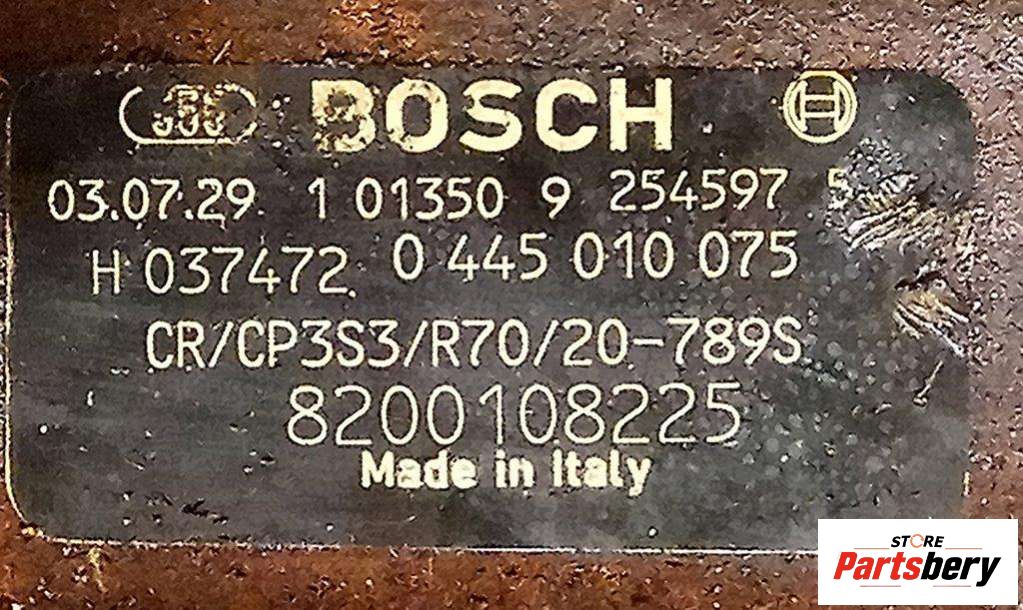 BOSCH
03.07.29 1 01350 9 254597
H 037472 0 445 010 075
CR/CP3S3/R70/20-789S
8200108225
Made in Italy
STORE
Partsbery